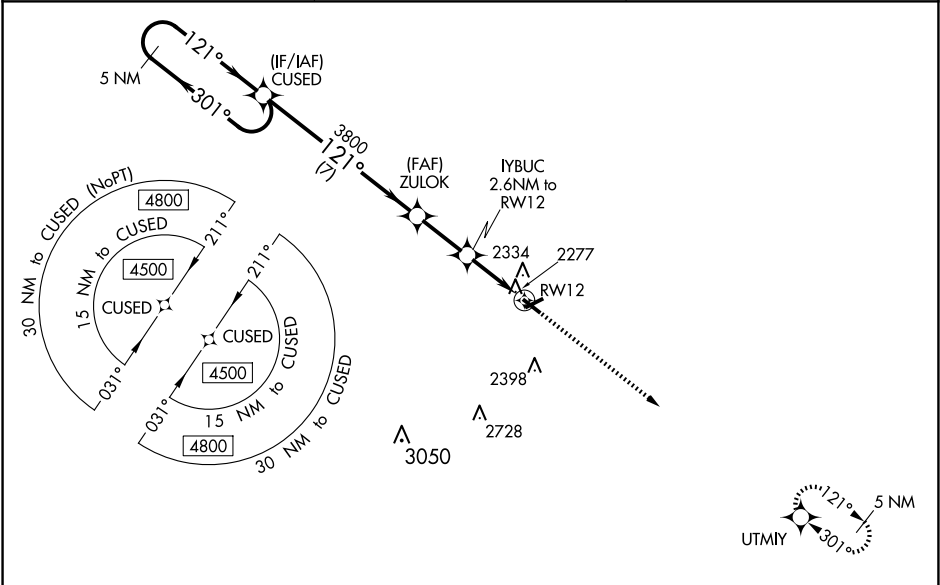 121°
5 NM
301°
(IF/IAF)
CUSED
3800
121°
(7)
(FAF)
ZULOK
IYBUC
2.6NM to
RW12
2334
2277
RW12
2398
2728
3050
30 NM to CUSED (NoPT)
4800
15 NM to CUSED
4500
211°
CUSED
031°
211°
CUSED
4500
031°
15 NM to CUSED
4800
30 NM to CUSED
121°
5 NM
UTMIY
301°